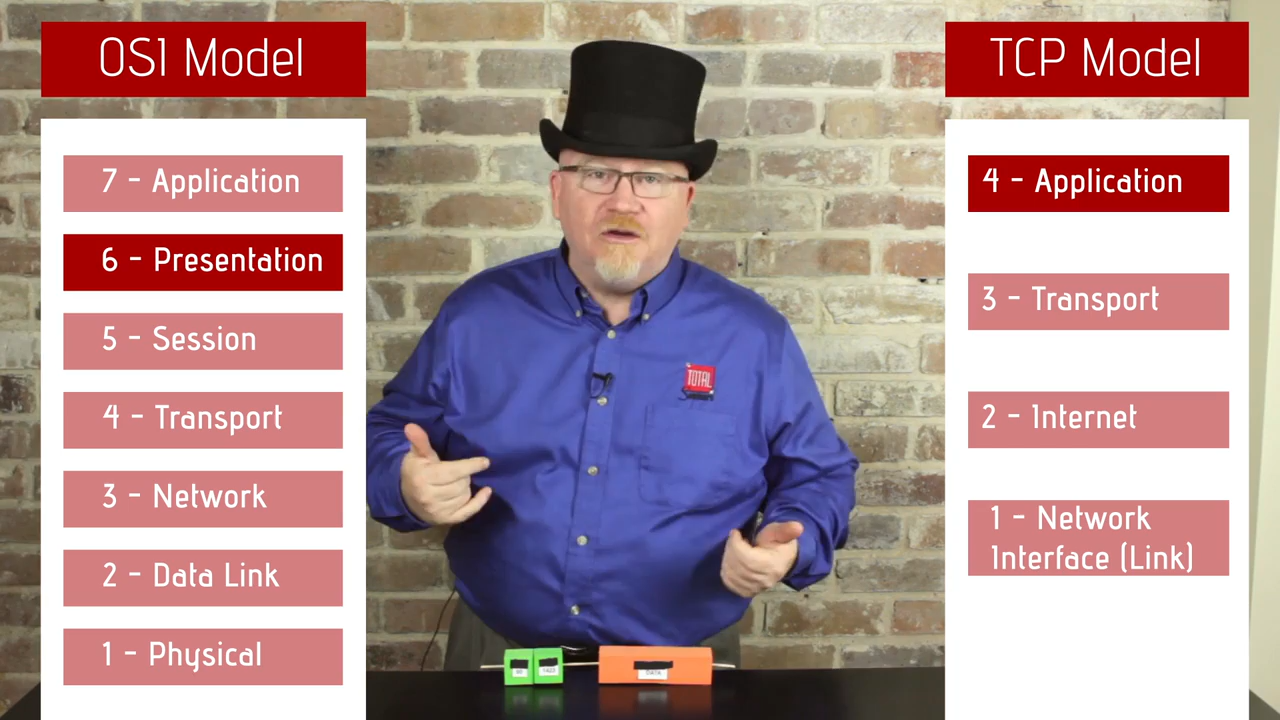 OSI Model
7 - Application
6 - Presentation
5 - Session
4 - Transport
3 - Network
2 - Data Link
1 - Physical
TOTAL
DATA
TCP Model
4 - Application
3 - Transport
2 - Internet
1 - Network
Interface (Link)